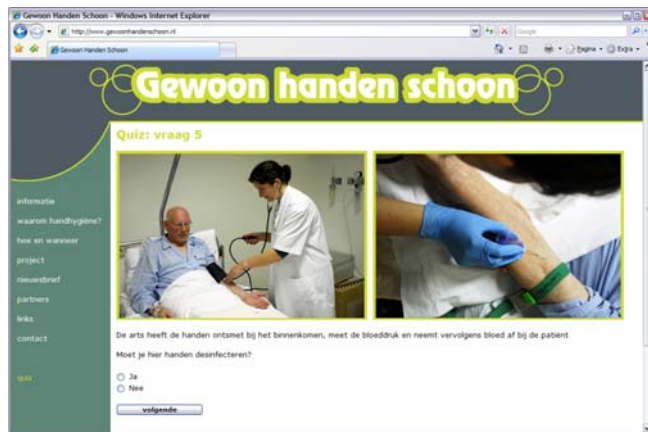 Gewoon Handen Schoon - Windows Internet Explorer
http://www.gewoonhandenschoon.nl
Google
Gewoon Handen Schoon
Pagina
Extra
Gewoon handen schoon
Quiz: vraag 5
informatie
waarom handhygiëne?
hoe en wanneer
project
nieuwsbrief
partners
links
contact
quiz
De arts heeft de handen ontsmet bij het binnenkomen, meet de bloeddruk en neemt vervolgens bloed af bij de patiënt
Moet je hier handen desinfecteren?
Ja
Nee
volgende